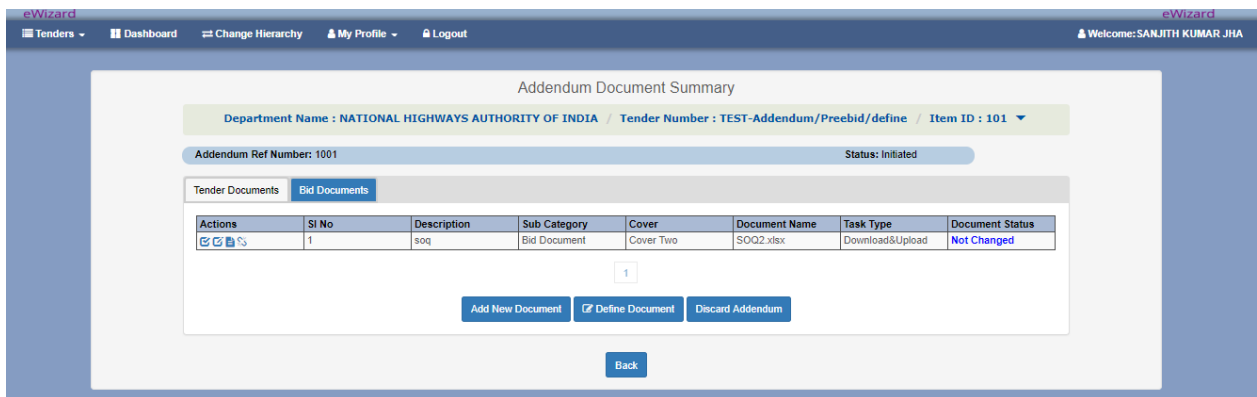 eWizard eWizard
Tenders Dashboard Change Hierarchy My Profile Logout Welcome: SANJITH KUMAR JHA
Addendum Document Summary
Department Name : NATIONAL HIGHWAYS AUTHORITY OF INDIA / Tender Number : TEST-Addendum/Preebid/define / Item ID : 101
Addendum Ref Number: 1001 Status: Initiated
Tender Documents Bid Documents
Actions Sl No Description Sub Category Cover Document Name Task Type Document Status
1 soq Bid Document Cover Two SOQ2.xlsx Download&Upload Not Changed
1
Add New Document Define Document Discard Addendum
Back